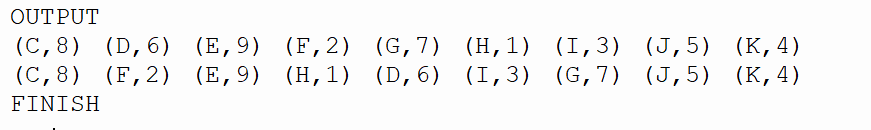 OUTPUT
(C,8) (D,6) (E,9) (F,2) (G,7) (H,1) (I,3) (J,5) (K,4)
(C,8) (F,2) (E,9) (H,1) (D,6) (I,3) (G,7) (J,5) (K,4)
FINISH